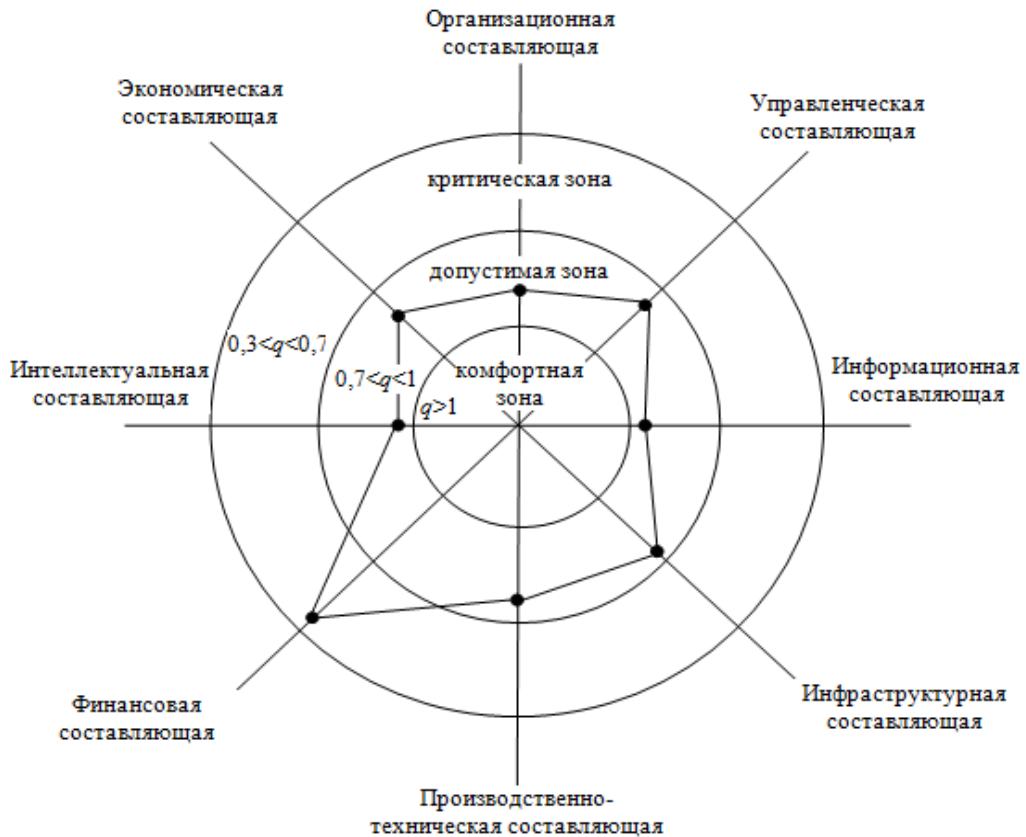 Организационная
составляющая
Экономическая
составляющая
Управленческая
составляющая
критическая зона
допустимая зона
0,3<q<0,7
Интеллектуальная
составляющая
0,7<q<1
комфортная
зона
q>1
Информационная
составляющая
Финансовая
составляющая
Инфраструктурная
составляющая
Производственно-
техническая составляющая